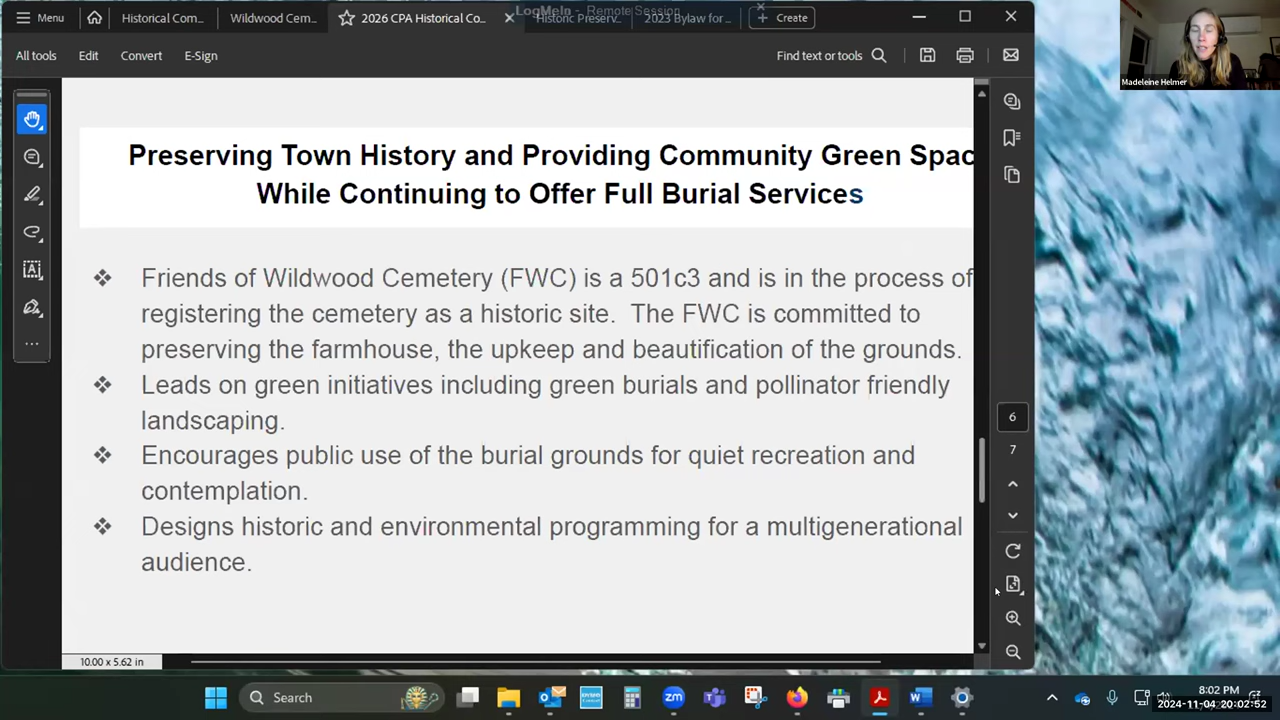 LogMeIn - Remote Session
Menu
Historical Com...
Wildwood Cem...
2026 CPA Historical Co...
Historic Preserv...
2023 Bylaw for ...
Create
All tools
Edit
Convert
E-Sign
Find text or tools
Madeleine Helmer
Preserving Town History and Providing Community Green Spac
While Continuing to Offer Full Burial Services
❖ Friends of Wildwood Cemetery (FWC) is a 501c3 and is in the process of
registering the cemetery as a historic site. The FWC is committed to
preserving the farmhouse, the upkeep and beautification of the grounds.
❖ Leads on green initiatives including green burials and pollinator friendly
landscaping.
❖ Encourages public use of the burial grounds for quiet recreation and
contemplation.
❖ Designs historic and environmental programming for a multigenerational
audience.
6
7
10.00 x 5.62 in
Search
8:02 PM
2024-11-04 20:02:52